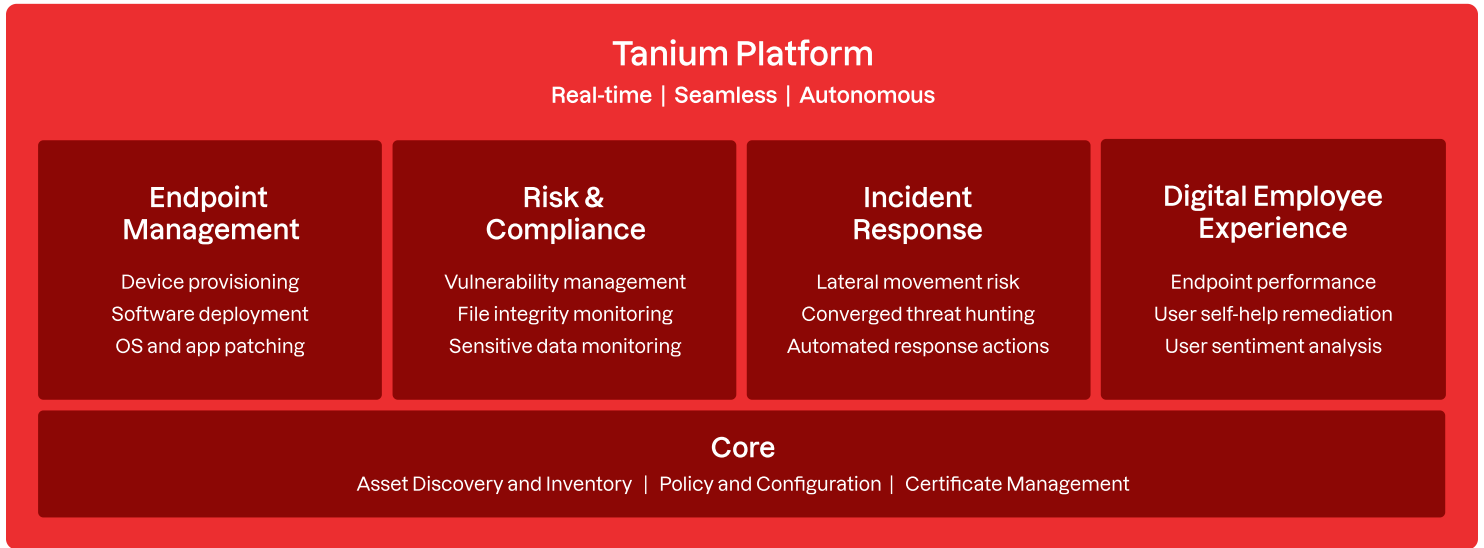 Tanium Platform
Real-time | Seamless | Autonomous
Endpoint
Management
Device provisioning
Software deployment
OS and app patching
Risk &
Compliance
Vulnerability management
File integrity monitoring
Sensitive data monitoring
Incident
Response
Lateral movement risk
Converged threat hunting
Automated response actions
Digital Employee
Experience
Endpoint performance
User self-help remediation
User sentiment analysis
Core
Asset Discovery and Inventory | Policy and Configuration | Certificate Management